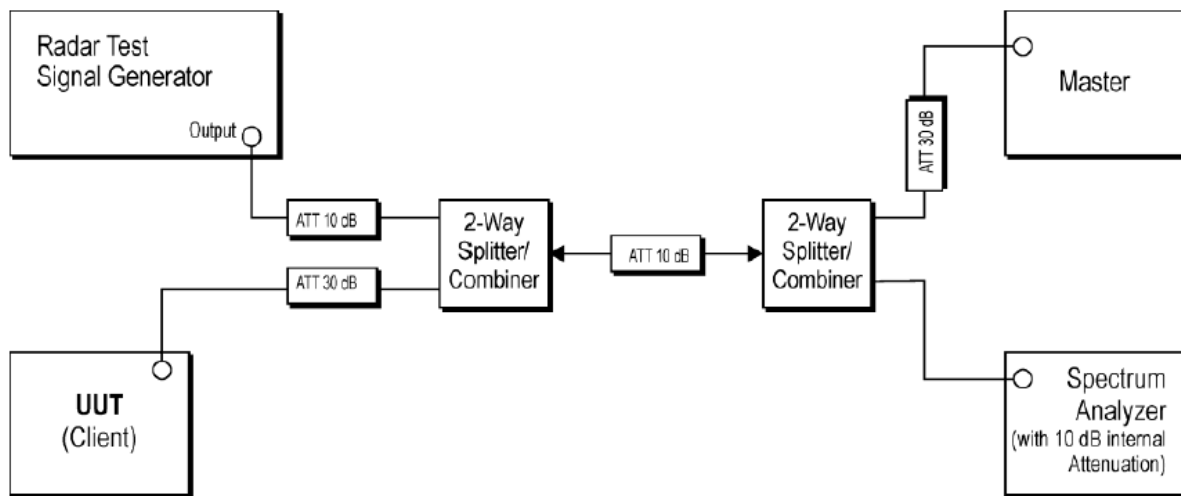 Radar Test
Signal Generator
Output
ATT 10 dB
ATT 30 dB
2-Way
Splitter/
Combiner
ATT 10 dB
2-Way
Splitter/
Combiner
ATT 30 dB
Master
UUT
(Client)
Spectrum
Analyzer
(with 10 dB internal
Attenuation)